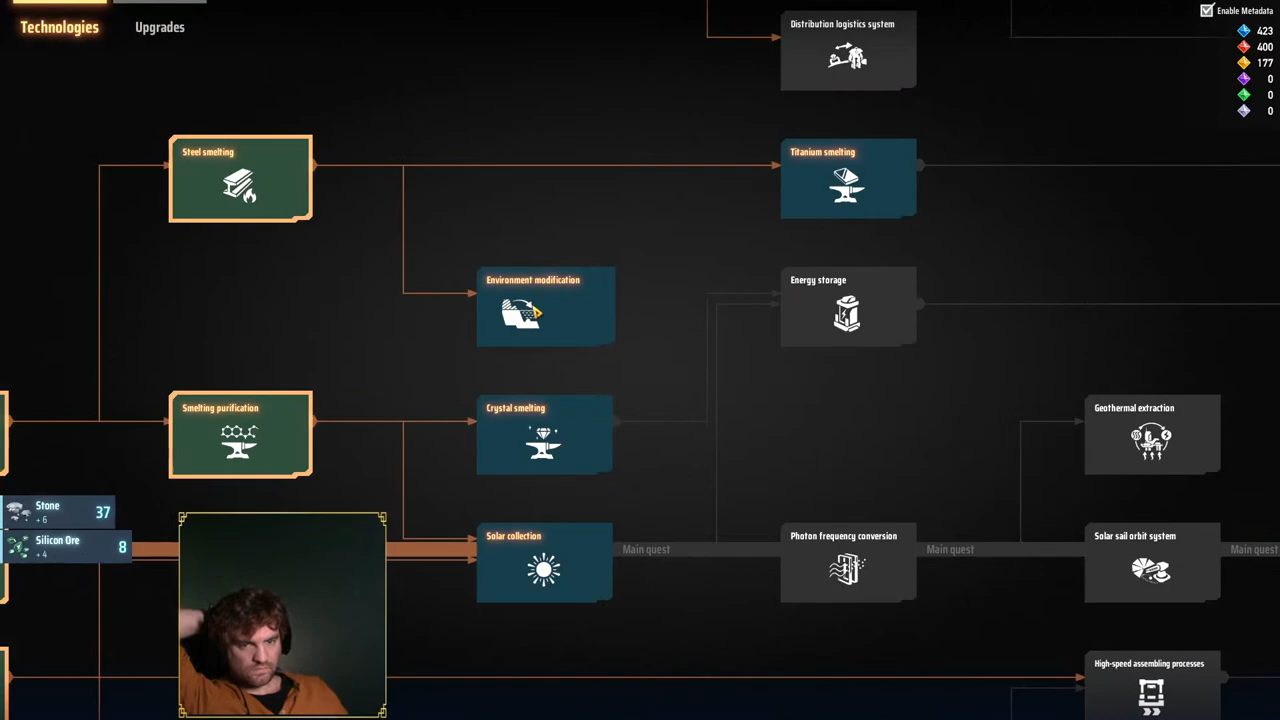 Technologies
Upgrades
Enable Metadata
423
400
177
0
0
0
Distribution logistics system
Steel smelting
Titanium smelting
Environment modification
Energy storage
Smelting purification
Crystal smelting
Geothermal extraction
Stone
+ 6
37
Silicon Ore
+ 4
8
Solar collection
Main quest
Photon frequency conversion
Main quest
Solar sail orbit system
Main quest
High-speed assembling processes